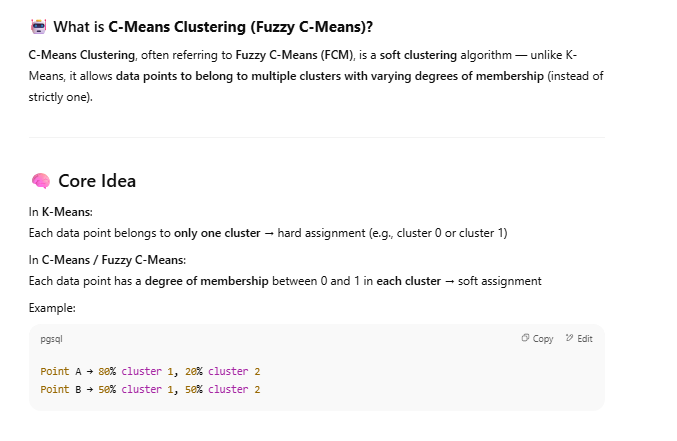 🤖 What is C-Means Clustering (Fuzzy C-Means)?
C-Means Clustering, often referring to Fuzzy C-Means (FCM), is a soft clustering algorithm — unlike K-
Means, it allows data points to belong to multiple clusters with varying degrees of membership (instead of
strictly one).
🧠 Core Idea
In K-Means:
Each data point belongs to only one cluster → hard assignment (e.g., cluster 0 or cluster 1)
In C-Means / Fuzzy C-Means:
Each data point has a degree of membership between 0 and 1 in each cluster → soft assignment
Example:
pgsql Copy Edit
Point A → 80% cluster 1, 20% cluster 2
Point B → 50% cluster 1, 50% cluster 2